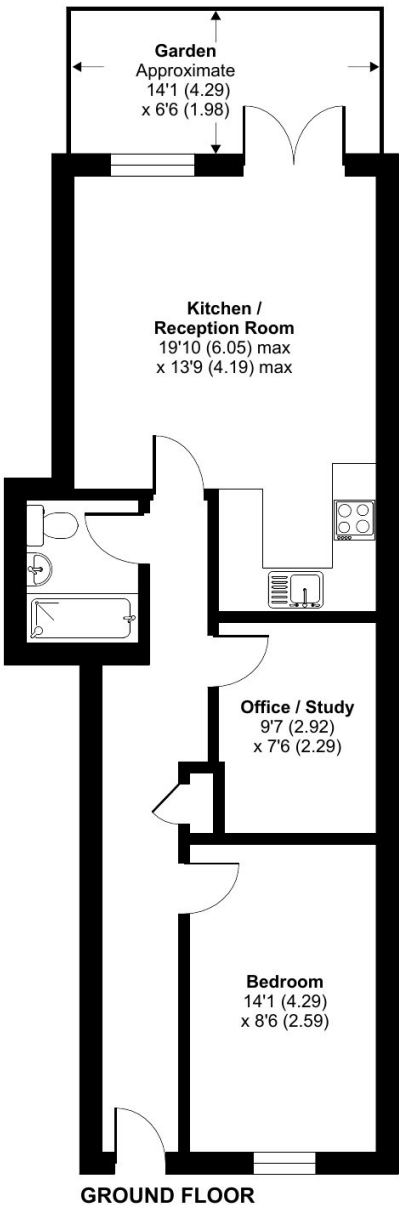 Garden
Approximate
14'1 (4.29)
x 6'6 (1.98)
Kitchen /
Reception Room
19'10 (6.05) max
x 13'9 (4.19) max
Office / Study
9'7 (2.92)
x 7'6 (2.29)
Bedroom
14'1 (4.29)
x 8'6 (2.59)
GROUND FLOOR